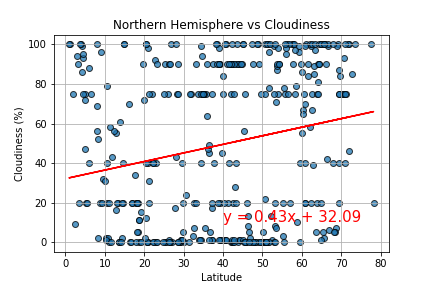 Northern Hemisphere vs Cloudiness
100
80
60
40
20
0
Cloudiness (%)
y = 0.43x + 32.09
0 10 20 30 40 50 60 70 80
Latitude